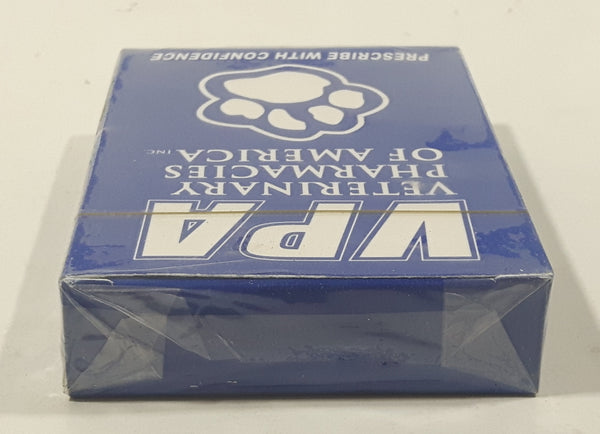 VPA
VETERINARY
PHARMACIES
OF AMERICA INC.
PRESCRIBE WITH CONFIDENCE